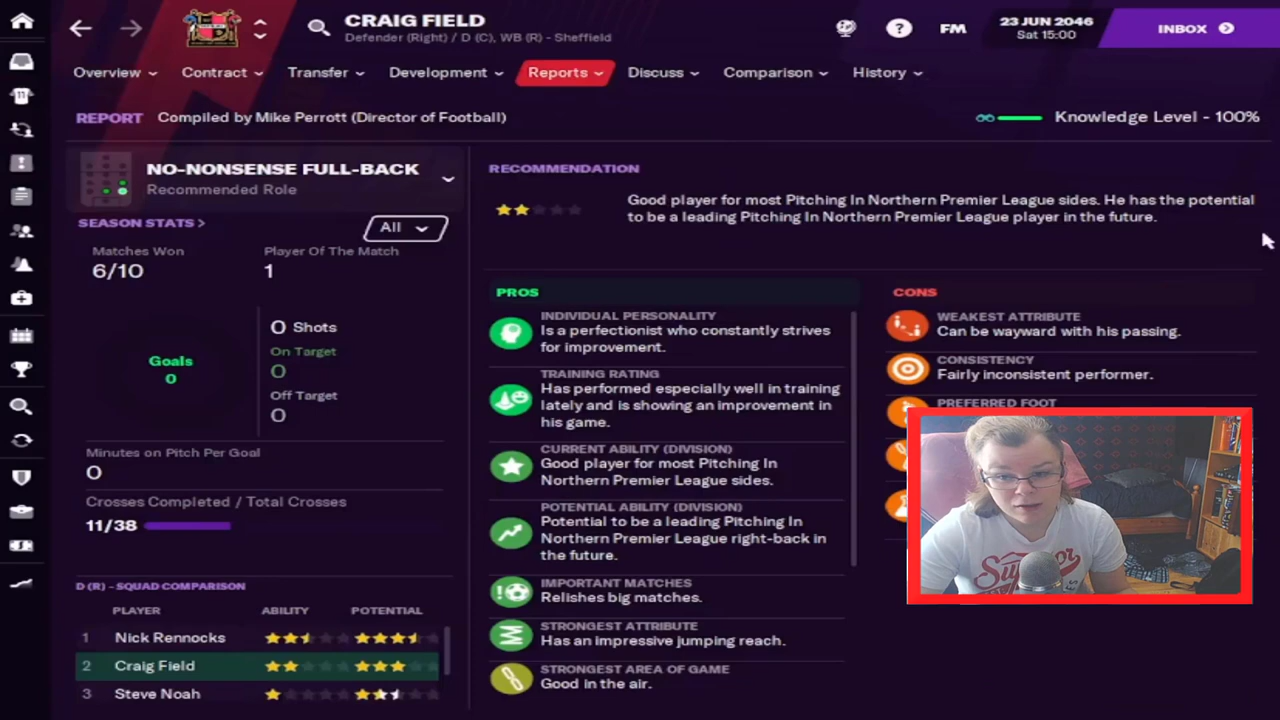 CRAIG FIELD
Defender (Right) / D (C), WB (R) - Sheffield
FM
23 JUN 2046
Sat 15:00
INBOX
Overview
Contract
Transfer
Development
Reports
Discuss
Comparison
History
REPORT Compiled by Mike Perrott (Director of Football)
Knowledge Level - 100%
NO-NONSENSE FULL-BACK
Recommended Role
SEASON STATS >
All
Matches Won
6/10
Player Of The Match
1
Goals
0
0 Shots
On Target
0
Off Target
0
Minutes on Pitch Per Goal
0
Crosses Completed / Total Crosses
11/38
D (R) - SQUAD COMPARISON
PLAYER ABILITY POTENTIAL
1 Nick Rennocks
2 Craig Field
3 Steve Noah
RECOMMENDATION
Good player for most Pitching In Northern Premier League sides. He has the potential
to be a leading Pitching In Northern Premier League player in the future.
PROS
INDIVIDUAL PERSONALITY
Is a perfectionist who constantly strives
for improvement.
TRAINING RATING
Has performed especially well in training
lately and is showing an improvement in
his game.
CURRENT ABILITY (DIVISION)
Good player for most Pitching In
Northern Premier League sides.
POTENTIAL ABILITY (DIVISION)
Potential to be a leading Pitching In
Northern Premier League right-back in
the future.
IMPORTANT MATCHES
Relishes big matches.
STRONGEST ATTRIBUTE
Has an impressive jumping reach.
STRONGEST AREA OF GAME
Good in the air.
CONS
WEAKEST ATTRIBUTE
Can be wayward with his passing.
CONSISTENCY
Fairly inconsistent performer.
PREFERRED FOOT